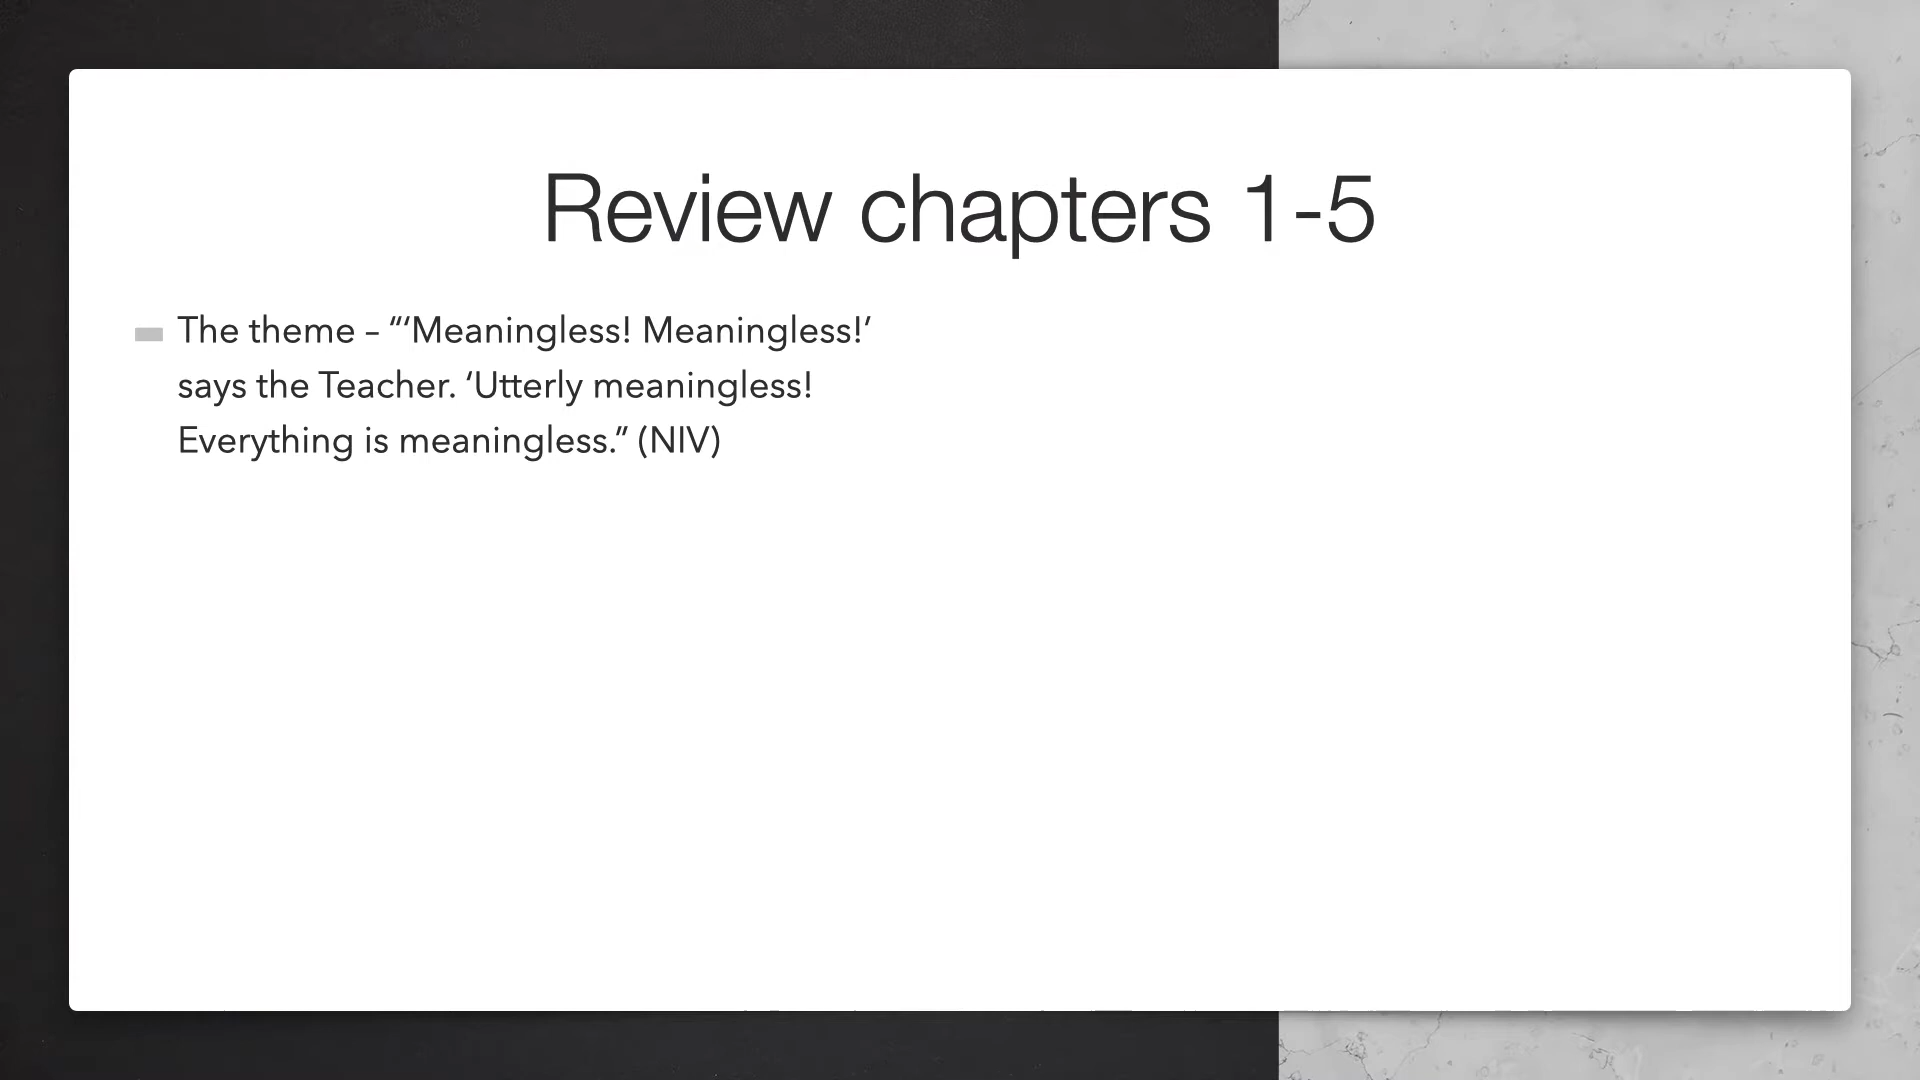 Review chapters 1-5
The theme – “‘Meaningless! Meaningless!’
says the Teacher. ‘Utterly meaningless!
Everything is meaningless.” (NIV)